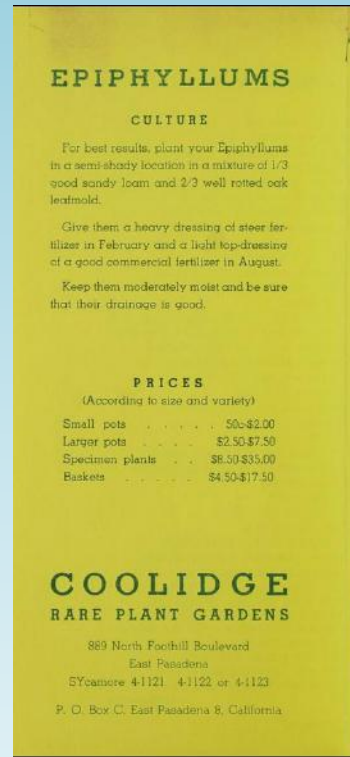 EPIPHYLLUMS
CULTURE
For best results, plant your Epiphyllums
in a semi-shady location in a mixture of 1/3
good sandy loam and 2/3 well rotted oak
leafmold.
Give them a heavy dressing of steer fer-
tilizer in February and a light top-dressing
of a good commercial fertilizer in August.
Keep them moderately moist and be sure
that their drainage is good.
PRICES
(According to size and variety)
Small pots . . . . . 50c-$2.00
Larger pots . . . . $2.50-$7.50
Specimen plants . . $8.50-$35.00
Baskets . . . . . $4.50-$17.50
COOLIDGE
RARE PLANT GARDENS
889 North Foothill Boulevard
East Pasadena
SYcamore 4-1121 4-1122 or 4-1123
P. O. Box C, East Pasadena 8, California